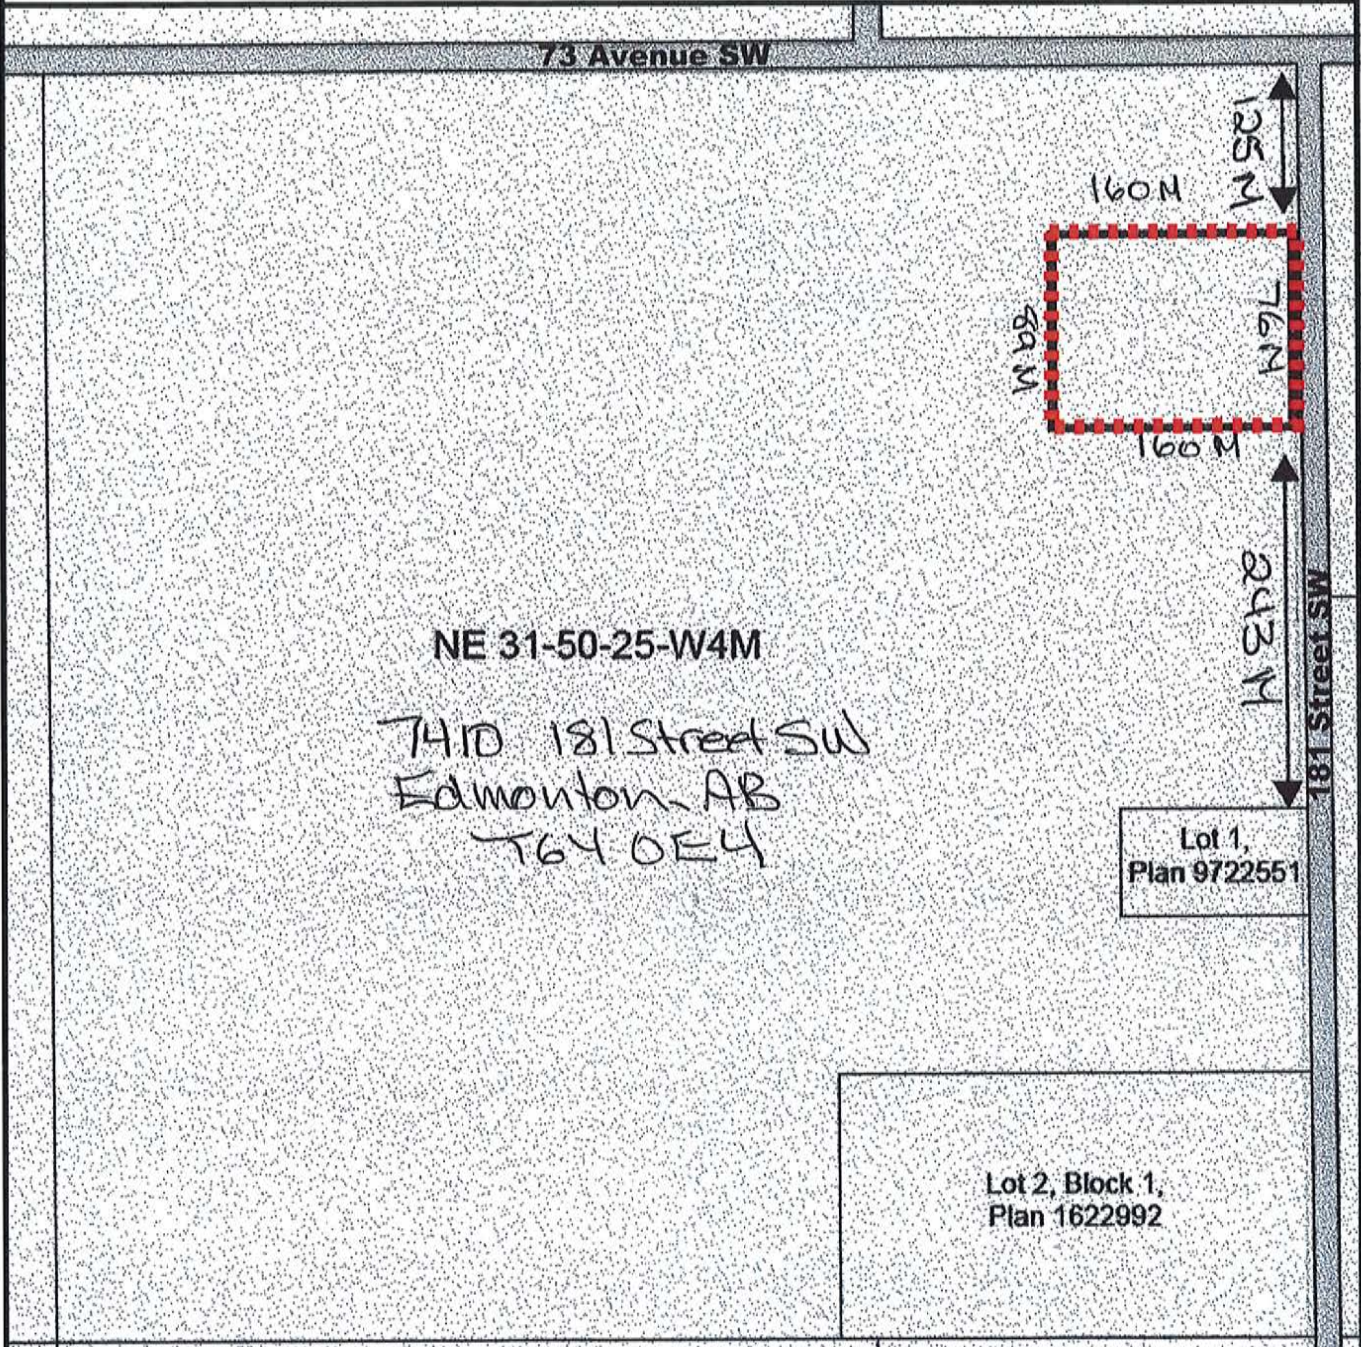 73 Avenue SW
125 M
160 M
89 M
76 M
160 M
243 M
181 Street SW
NE 31-50-25-W4M
7410 181 Street SW
Edmonton, AB
T6Y 0E4
Lot 1,
Plan 9722551
Lot 2, Block 1,
Plan 1622992